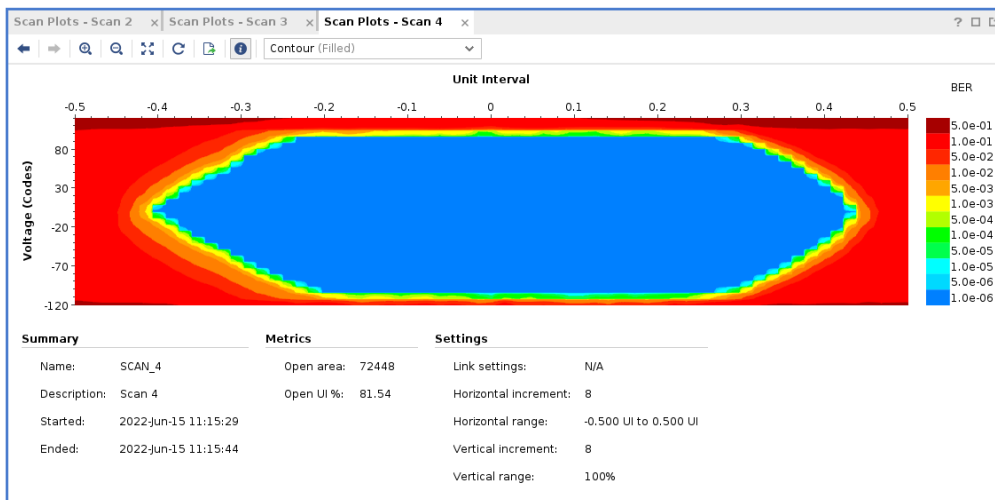 Scan Plots - Scan 2 × Scan Plots - Scan 3 × Scan Plots - Scan 4 × ?
Contour (Filled)
Unit Interval
BER
-0.5 -0.4 -0.3 -0.2 -0.1 0 0.1 0.2 0.3 0.4 0.5
Voltage (Codes)
80
30
-20
-70
-120
5.0e-01
1.0e-01
5.0e-02
1.0e-02
5.0e-03
1.0e-03
5.0e-04
1.0e-04
5.0e-05
1.0e-05
5.0e-06
1.0e-06
Summary
Name: SCAN_4
Description: Scan 4
Started: 2022-Jun-15 11:15:29
Ended: 2022-Jun-15 11:15:44
Metrics
Open area: 72448
Open UI %: 81.54
Settings
Link settings: N/A
Horizontal increment: 8
Horizontal range: -0.500 UI to 0.500 UI
Vertical increment: 8
Vertical range: 100%